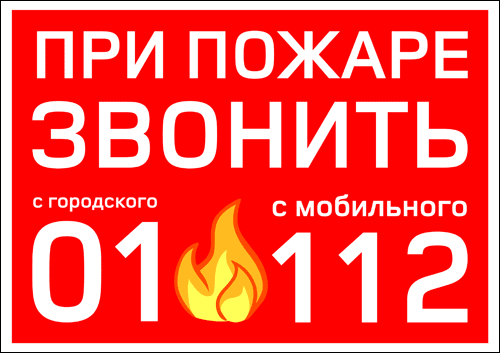 ПРИ ПОЖАРЕ
ЗВОНИТЬ
с городского
01
с мобильного
112